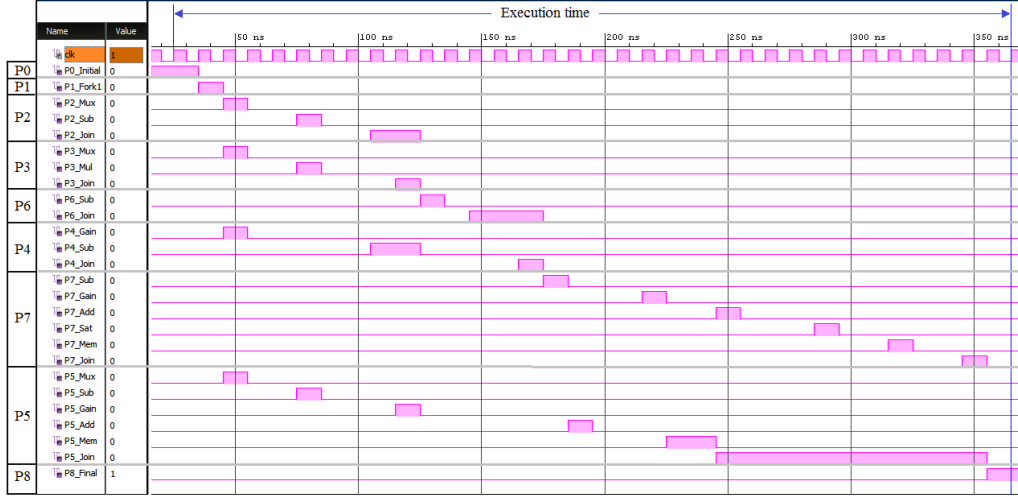 Execution time
Name Value
50 ns 100 ns 150 ns 200 ns 250 ns 300 ns 350 ns
clk 1
P0 P0_Initial 0
P1 P1_Fork1 0
P2_Mux 0
P2 P2_Sub 0
P2_Join 0
P3_Mux 0
P3 P3_Mul 0
P3_Join 0
P6_Sub 0
P6
P6_Join 0
P4_Gain 0
P4 P4_Sub 0
P4_Join 0
P7_Sub 0
P7_Gain 0
P7 P7_Add 0
P7_Sat 0
P7_Mem 0
P7_Join 0
P5_Mux 0
P5_Sub 0
P5 P5_Gain 0
P5_Add 0
P5_Mem 0
P5_Join 0
P8 P8_Final 1